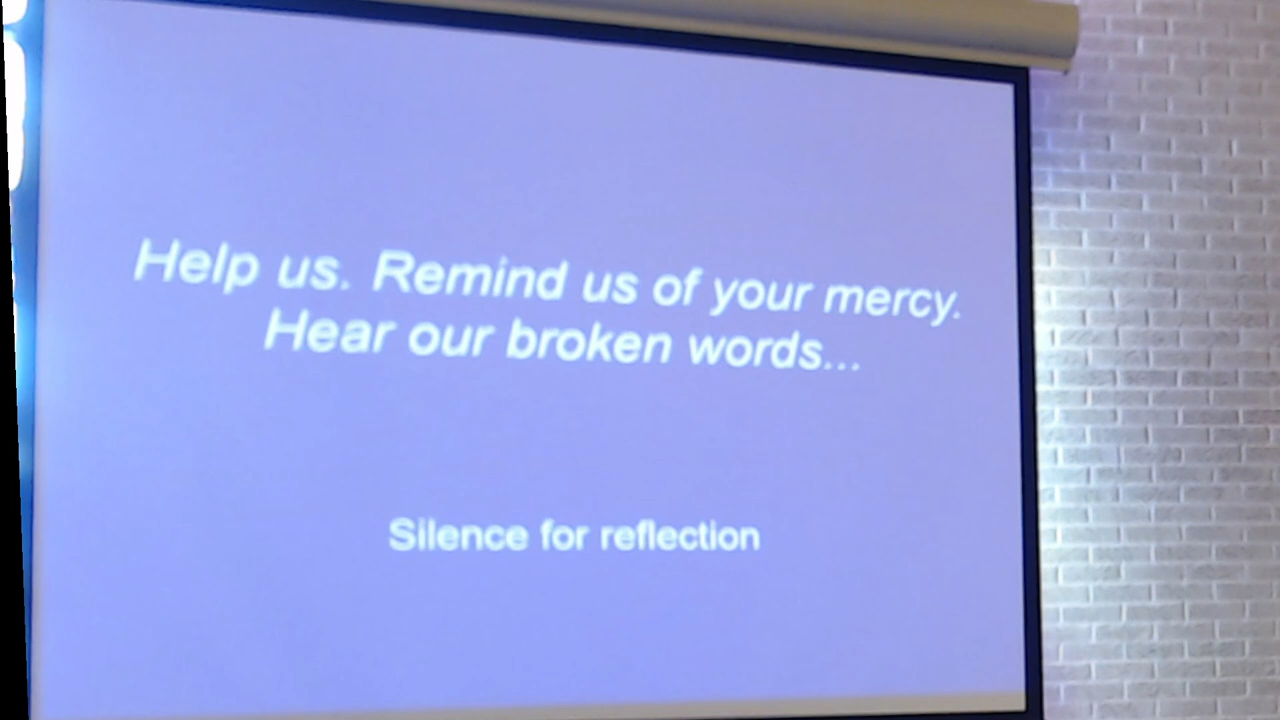 Help us. Remind us of your mercy.
Hear our broken words...
Silence for reflection